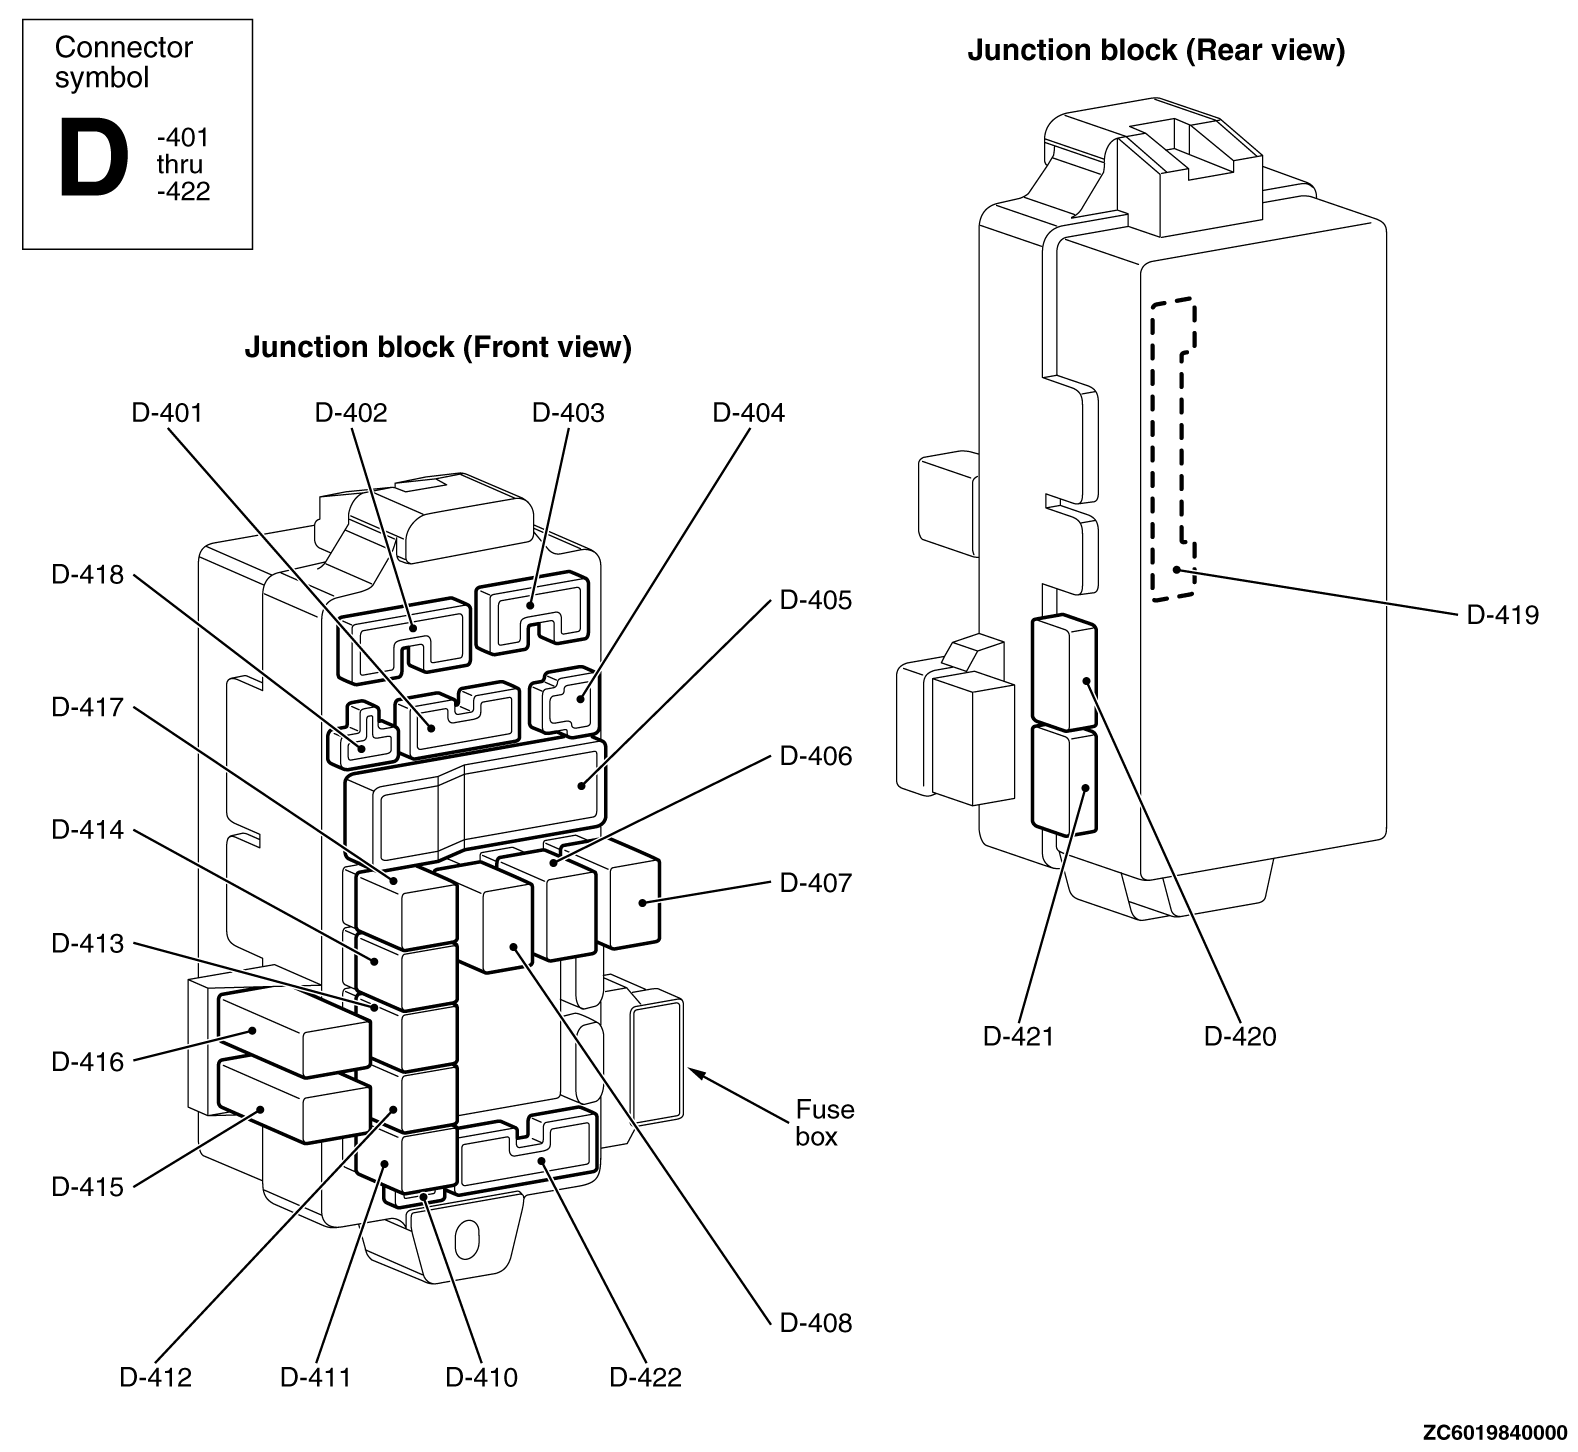 Connector
symbol
D
-401
thru
-422
Junction block (Rear view)
Junction block (Front view)
D-401
D-402
D-403
D-404
D-418
D-405
D-419
D-417
D-406
D-414
D-407
D-413
D-421
D-420
D-416
Fuse
box
D-415
D-408
D-412
D-411
D-410
D-422
ZC6019840000